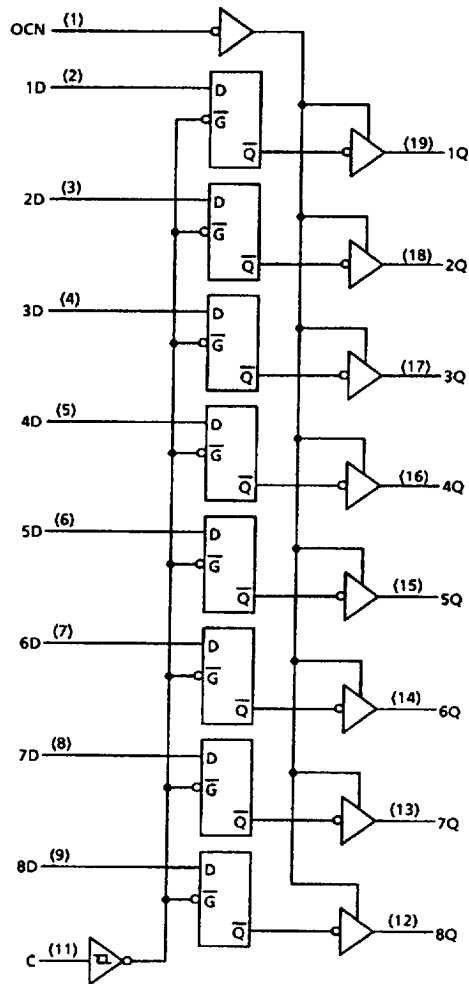 OCN (1)
1D (2)
D
G̅
Q̅
(19) 1Q
2D (3)
D
G̅
Q̅
(18) 2Q
3D (4)
D
G̅
Q̅
(17) 3Q
4D (5)
D
G̅
Q̅
(16) 4Q
5D (6)
D
G̅
Q̅
(15) 5Q
6D (7)
D
G̅
Q̅
(14) 6Q
7D (8)
D
G̅
Q̅
(13) 7Q
8D (9)
D
G̅
Q̅
(12) 8Q
C (11)